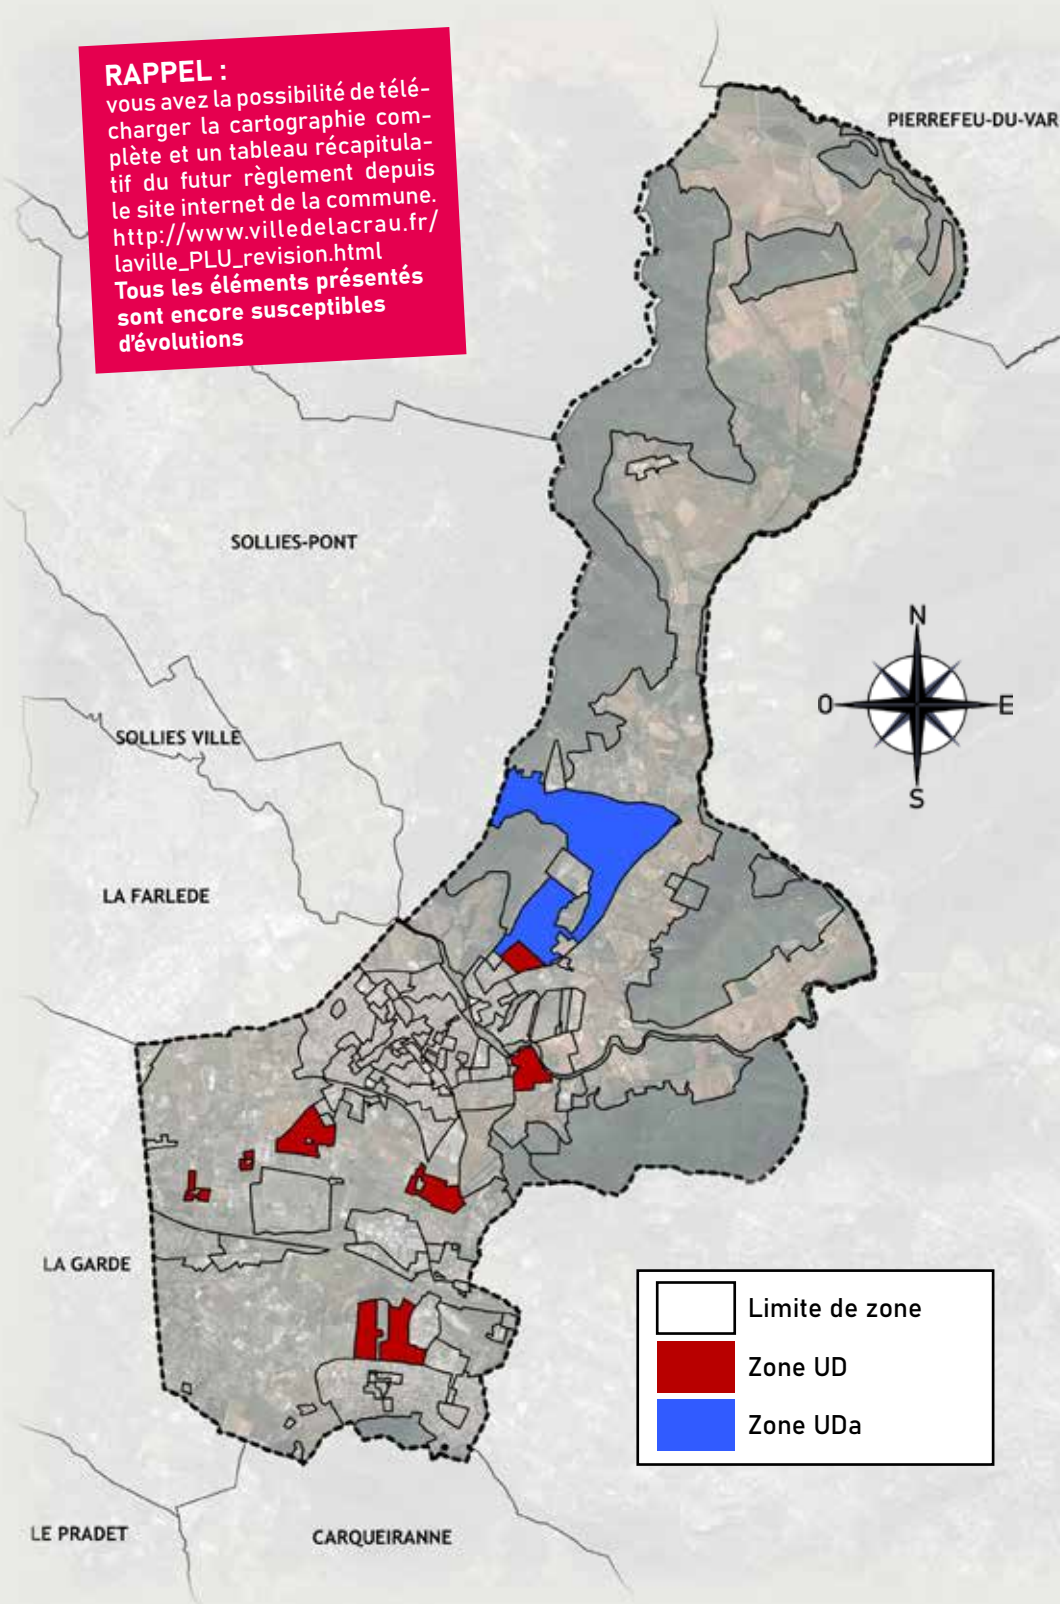 RAPPEL :
vous avez la possibilité de télé-
charger la cartographie com-
plète et un tableau récapitula-
tif du futur règlement depuis
le site internet de la commune.
http://www.villedelacrau.fr/
laville_PLU_revision.html
Tous les éléments présentés
sont encore susceptibles
d'évolutions
PIERREFEU-DU-VAR
SOLLIES-PONT
N
O
E
S
SOLLIES VILLE
LA FARLEDE
LA GARDE
Limite de zone
Zone UD
Zone UDa
LE PRADET
CARQUEIRANNE